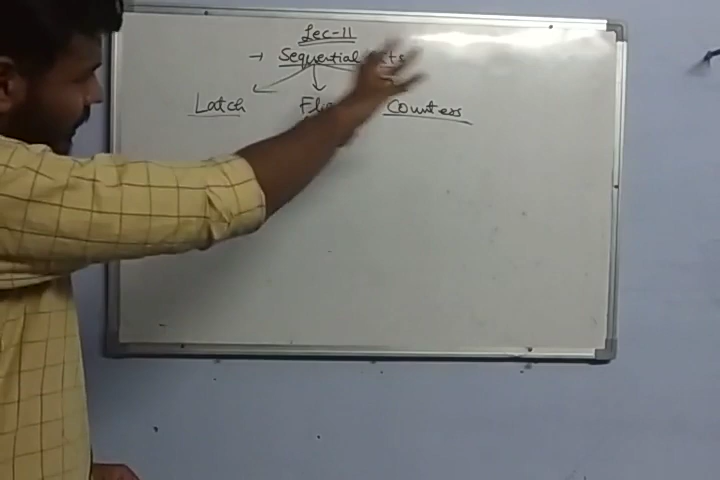 Lec-11
→ Sequential
Latch Counters